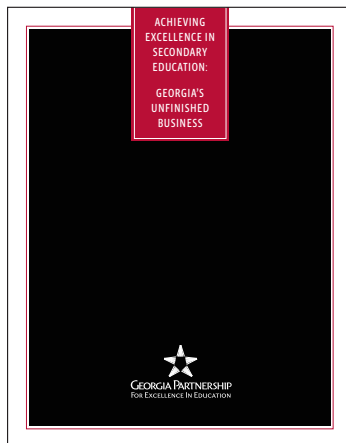 ACHIEVING
EXCELLENCE IN
SECONDARY
EDUCATION:
GEORGIA'S
UNFINISHED
BUSINESS
GEORGIA PARTNERSHIP
FOR EXCELLENCE IN EDUCATION